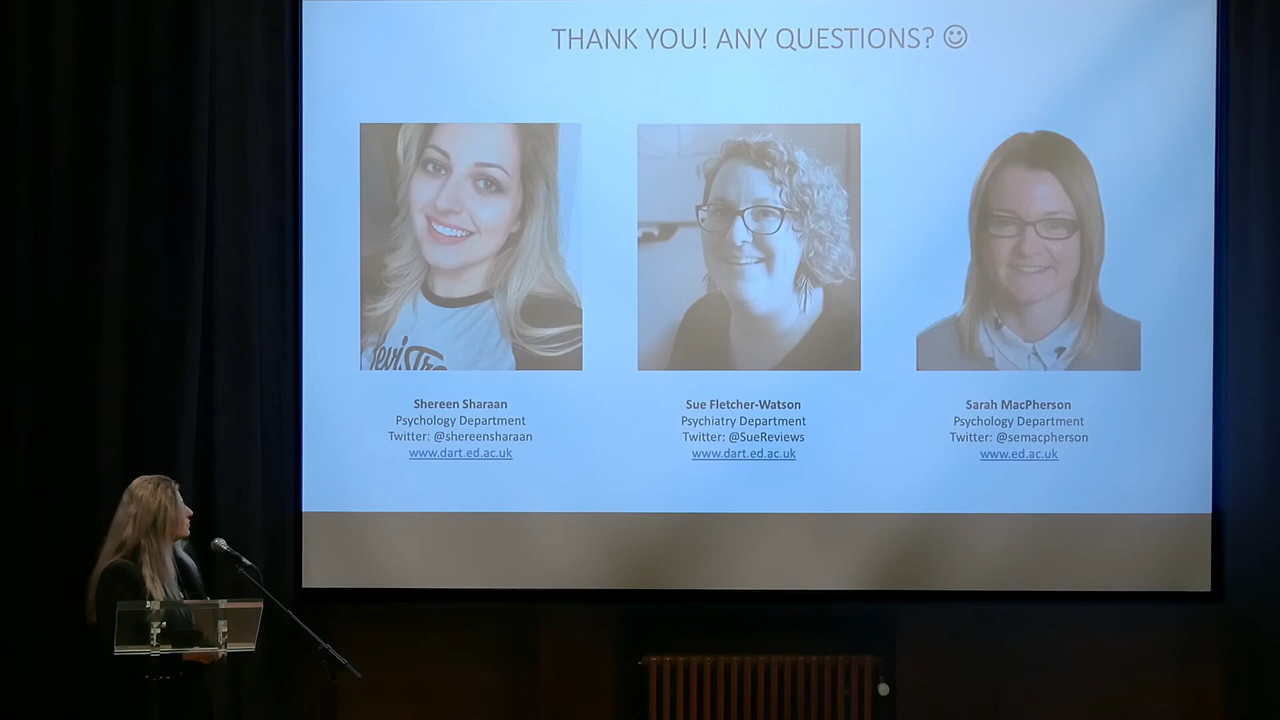 THANK YOU! ANY QUESTIONS? ☺
Shereen Sharaan
Psychology Department
Twitter: @shereensharaan
www.dart.ed.ac.uk
Sue Fletcher-Watson
Psychiatry Department
Twitter: @SueReviews
www.dart.ed.ac.uk
Sarah MacPherson
Psychology Department
Twitter: @semacpherson
www.ed.ac.uk